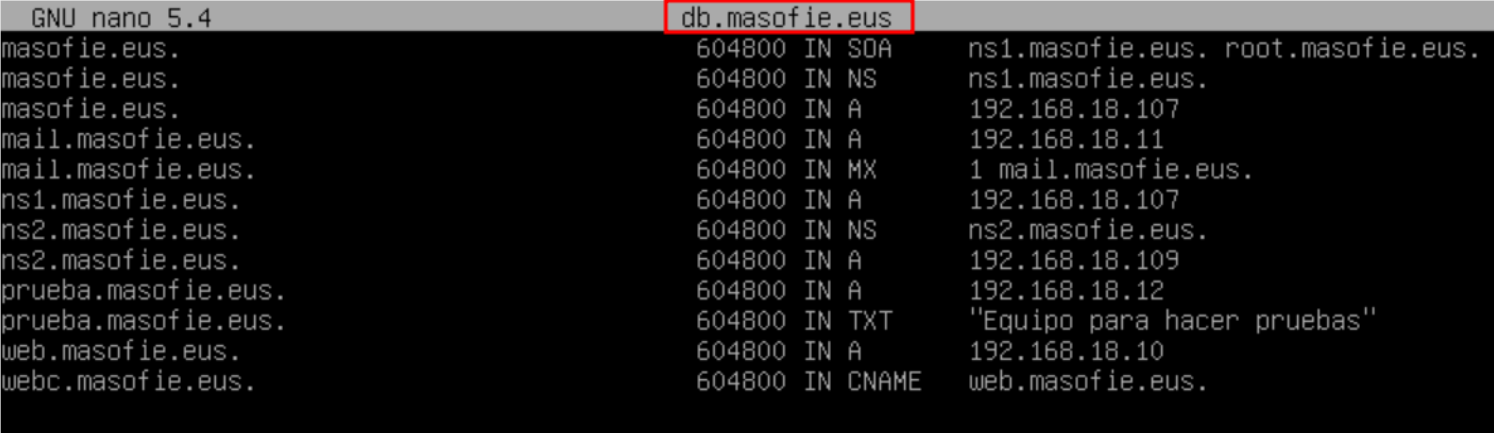 GNU nano 5.4 db.masofie.eus
masofie.eus. 604800 IN SOA ns1.masofie.eus. root.masofie.eus.
masofie.eus. 604800 IN NS ns1.masofie.eus.
masofie.eus. 604800 IN A 192.168.18.107
mail.masofie.eus. 604800 IN A 192.168.18.11
mail.masofie.eus. 604800 IN MX 1 mail.masofie.eus.
ns1.masofie.eus. 604800 IN A 192.168.18.107
ns2.masofie.eus. 604800 IN NS ns2.masofie.eus.
ns2.masofie.eus. 604800 IN A 192.168.18.109
prueba.masofie.eus. 604800 IN A 192.168.18.12
prueba.masofie.eus. 604800 IN TXT "Equipo para hacer pruebas"
web.masofie.eus. 604800 IN A 192.168.18.10
webc.masofie.eus. 604800 IN CNAME web.masofie.eus.